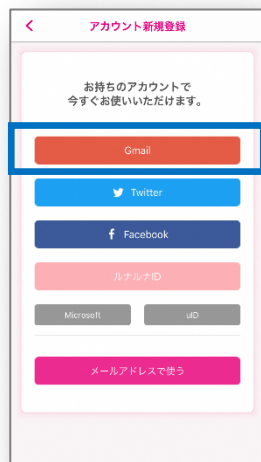 アカウント新規登録
お持ちのアカウントで
今すぐお使いいただけます。
Gmail
Twitter
Facebook
ルナルナID
Microsoft uID
メールアドレスで使う